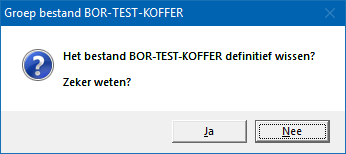 Groep bestand BOR-TEST-KOFFER
Het bestand BOR-TEST-KOFFER definitief wissen?
Zeker weten?
Ja
Nee